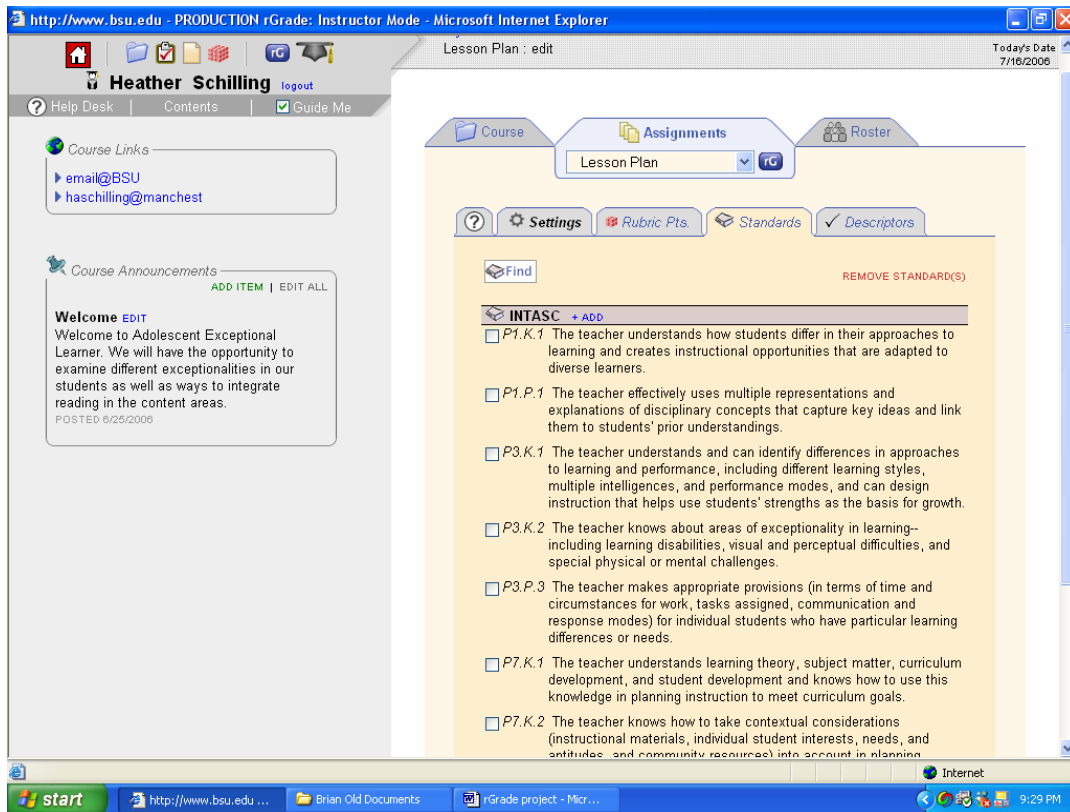 http://www.bsu.edu - PRODUCTION rGrade: Instructor Mode - Microsoft Internet Explorer
rG
Heather Schilling logout
? Help Desk | Contents | Guide Me
Lesson Plan : edit
Today's Date
7/16/2006
Course Links
email@BSU
haschilling@manchest
Course Announcements
ADD ITEM | EDIT ALL
Welcome EDIT
Welcome to Adolescent Exceptional
Learner. We will have the opportunity to
examine different exceptionalities in our
students as well as ways to integrate
reading in the content areas.
POSTED 6/25/2006
Course
Assignments
Roster
Lesson Plan
rG
? Settings Rubric Pts. Standards Descriptors
Find
REMOVE STANDARD(S)
INTASC + ADD
P1.K.1 The teacher understands how students differ in their approaches to
learning and creates instructional opportunities that are adapted to
diverse learners.
P1.P.1 The teacher effectively uses multiple representations and
explanations of disciplinary concepts that capture key ideas and link
them to students' prior understandings.
P3.K.1 The teacher understands and can identify differences in approaches
to learning and performance, including different learning styles,
multiple intelligences, and performance modes, and can design
instruction that helps use students' strengths as the basis for growth.
P3.K.2 The teacher knows about areas of exceptionality in learning--
including learning disabilities, visual and perceptual difficulties, and
special physical or mental challenges.
P3.P.3 The teacher makes appropriate provisions (in terms of time and
circumstances for work, tasks assigned, communication and
response modes) for individual students who have particular learning
differences or needs.
P7.K.1 The teacher understands learning theory, subject matter, curriculum
development, and student development and knows how to use this
knowledge in planning instruction to meet curriculum goals.
P7.K.2 The teacher knows how to take contextual considerations
(instructional materials, individual student interests, needs, and
aptitudes, and community resources) into account in planning
Internet
start
http://www.bsu.edu ...
Brian Old Documents
rGrade project - Micr...
9:29 PM